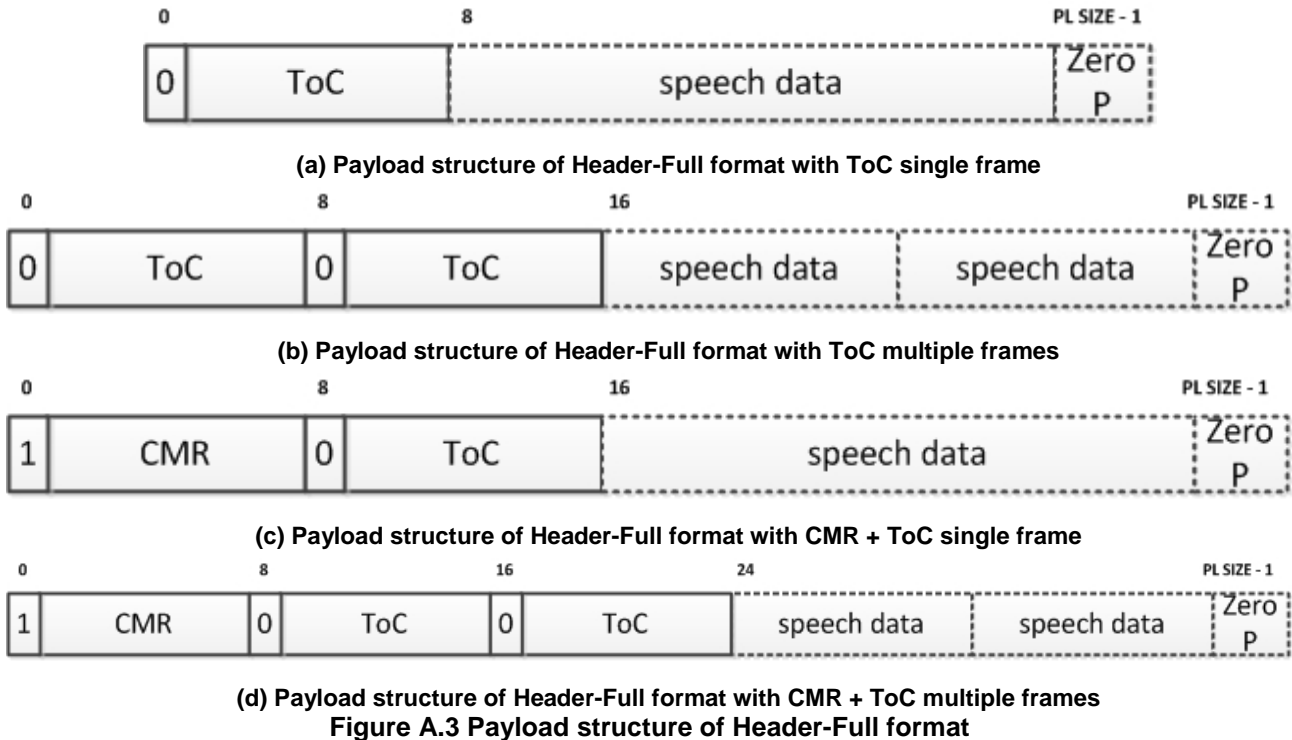 0 8 PL SIZE - 1
0 ToC speech data Zero P
(a) Payload structure of Header-Full format with ToC single frame
0 8 16 PL SIZE - 1
0 ToC 0 ToC speech data speech data Zero P
(b) Payload structure of Header-Full format with ToC multiple frames
0 8 16 PL SIZE - 1
1 CMR 0 ToC speech data Zero P
(c) Payload structure of Header-Full format with CMR + ToC single frame
0 8 16 24 PL SIZE - 1
1 CMR 0 ToC 0 ToC speech data speech data Zero P
(d) Payload structure of Header-Full format with CMR + ToC multiple frames
Figure A.3 Payload structure of Header-Full format